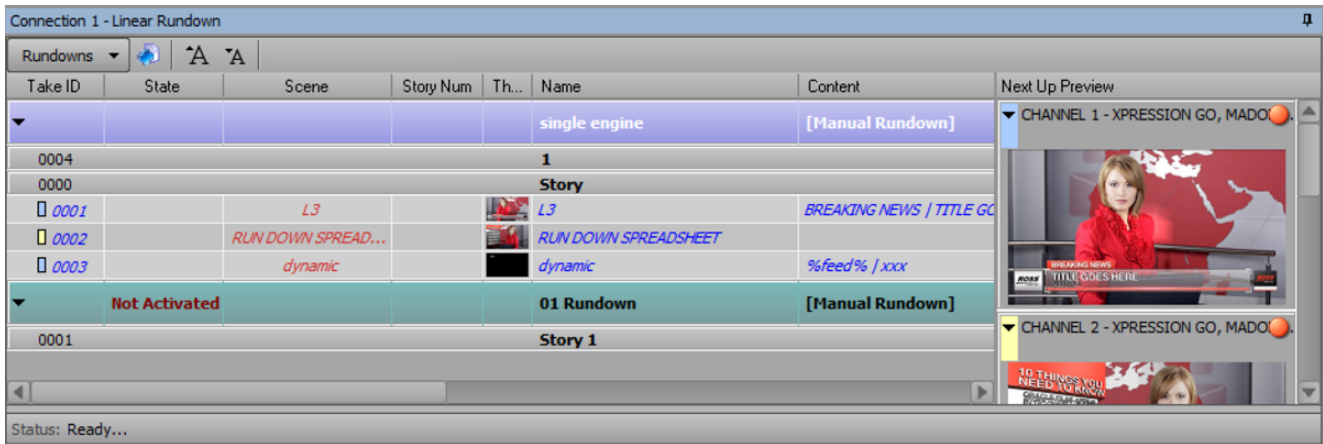 Connection 1 - Linear Rundown
Rundowns
Take ID State Scene Story Num Th... Name Content Next Up Preview
single engine [Manual Rundown]
0004 1
0000 Story
0001 L3 L3 BREAKING NEWS | TITLE GO
0002 RUN DOWN SPREAD... RUN DOWN SPREADSHEET
0003 dynamic dynamic %feed% | xxx
Not Activated 01 Rundown [Manual Rundown]
0001 Story 1
CHANNEL 1 - XPRESSION GO, MADO
BREAKING NEWS
ROSS TITLE GOES HERE
CHANNEL 2 - XPRESSION GO, MADO
10 THINGS YOU
NEED TO KNOW
Status: Ready...